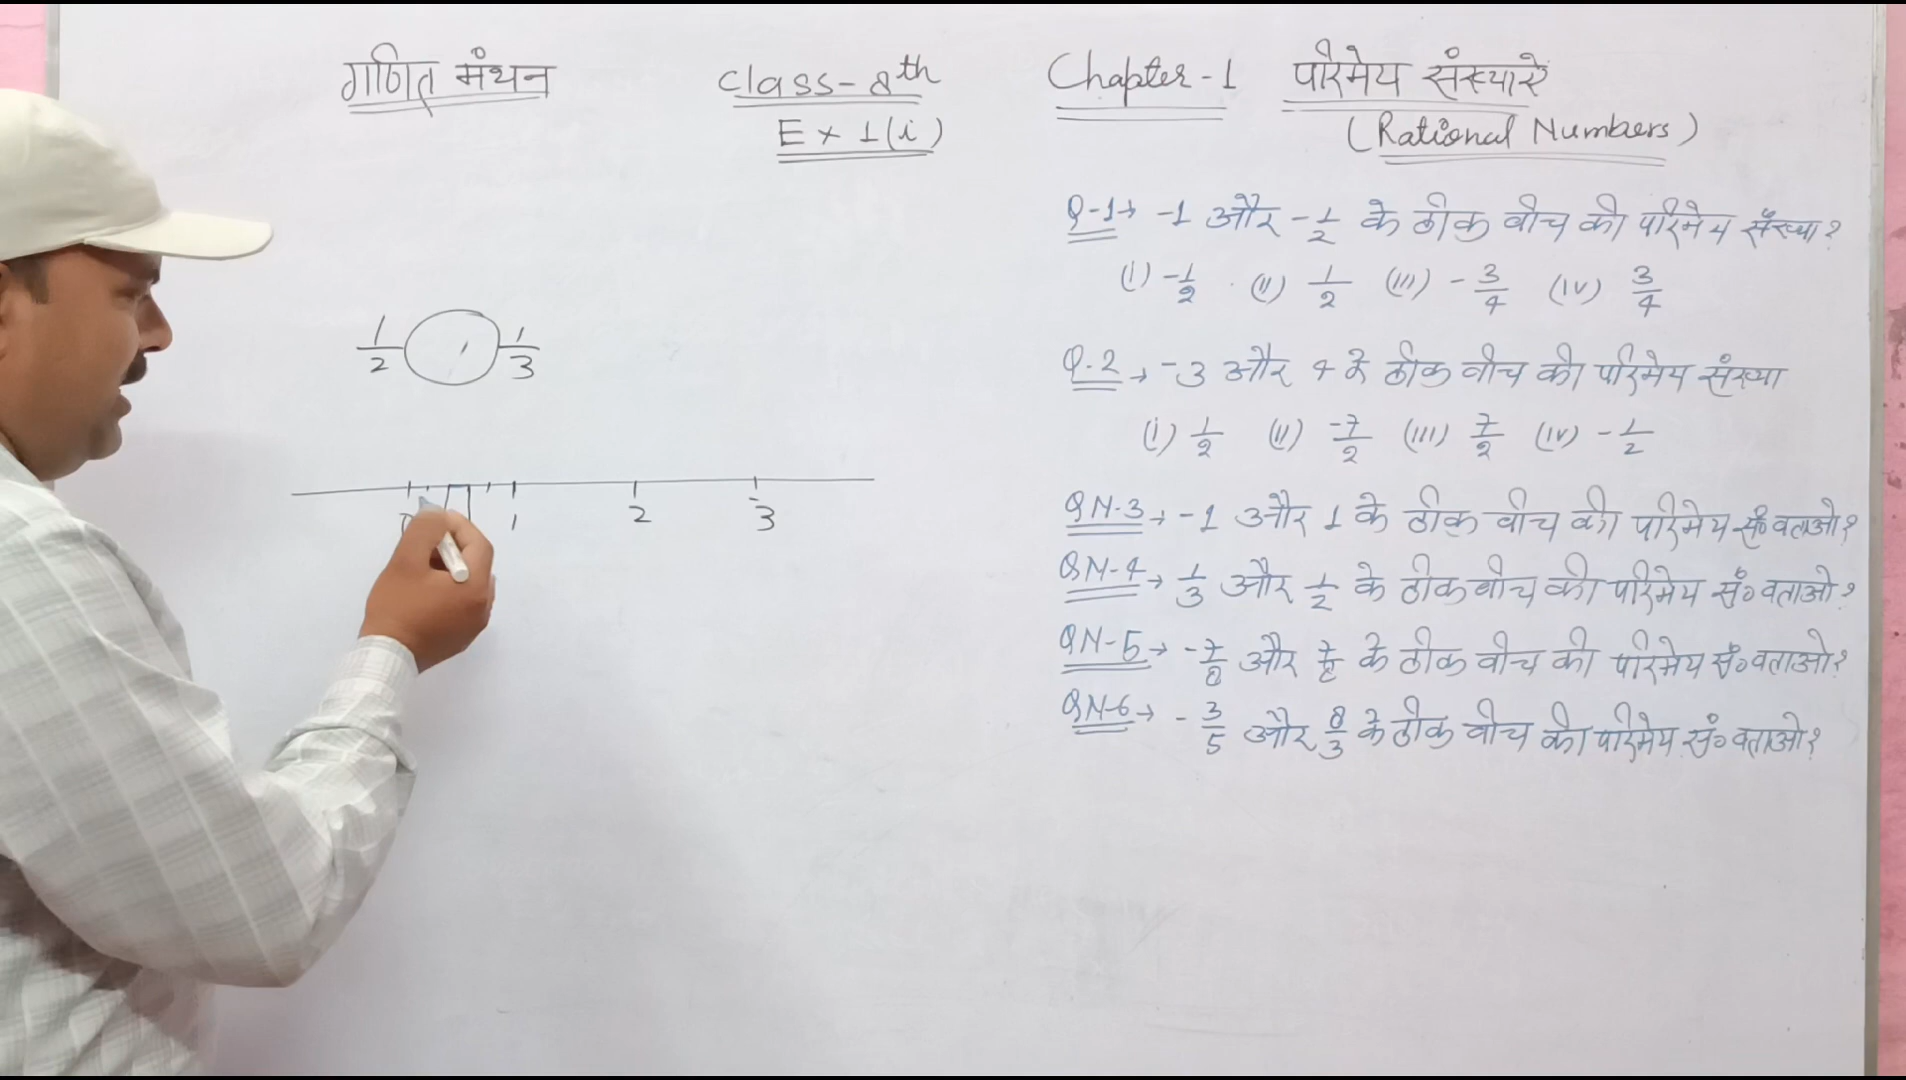 गणित मंथन
Class-8th
Ex 1(i)
Chapter-1 परिमेय संख्याऐं
(Rational Numbers)
Q-1→ -1 और -1/2 के ठीक बीच की परिमेय संख्या?
(i) -1/2 (ii) 1/2 (iii) -3/4 (iv) 3/4
Q.2→ -3 और 4 के ठीक बीच की परिमेय संख्या
(i) 1/2 (ii) -7/2 (iii) 7/2 (iv) -1/2
QN-3→ -1 और 1 के ठीक बीच की परिमेय सं० बताओ?
QN-4→ 1/3 और 1/2 के ठीक बीच की परिमेय सं० बताओ?
QN-5→ -7/8 और 7/8 के ठीक बीच की परिमेय सं० बताओ?
QN-6→ -3/5 और 8/3 के ठीक बीच की परिमेय सं० बताओ?
1/2 1/3
0 1 2 3